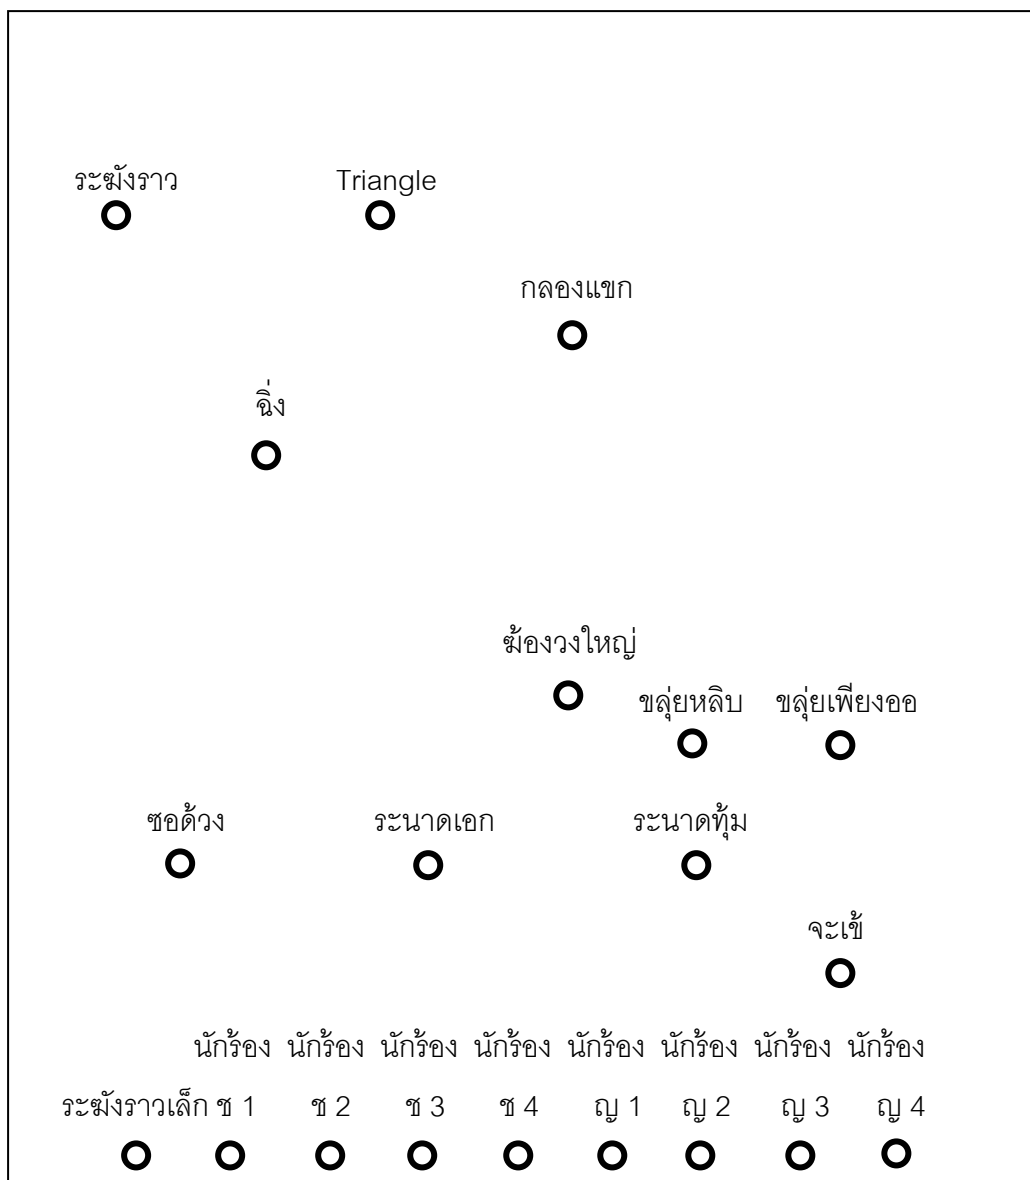 ระฆังราว Triangle
กลองแขก
ฉิ่ง
ฆ้องวงใหญ่
ขลุ่ยหลิบ ขลุ่ยเพียงออ
ซอด้วง ระนาดเอก ระนาดทุ้ม
จะเข้
นักร้อง นักร้อง นักร้อง นักร้อง นักร้อง นักร้อง นักร้อง นักร้อง
ระฆังราวเล็ก ช 1 ช 2 ช 3 ช 4 ญ 1 ญ 2 ญ 3 ญ 4